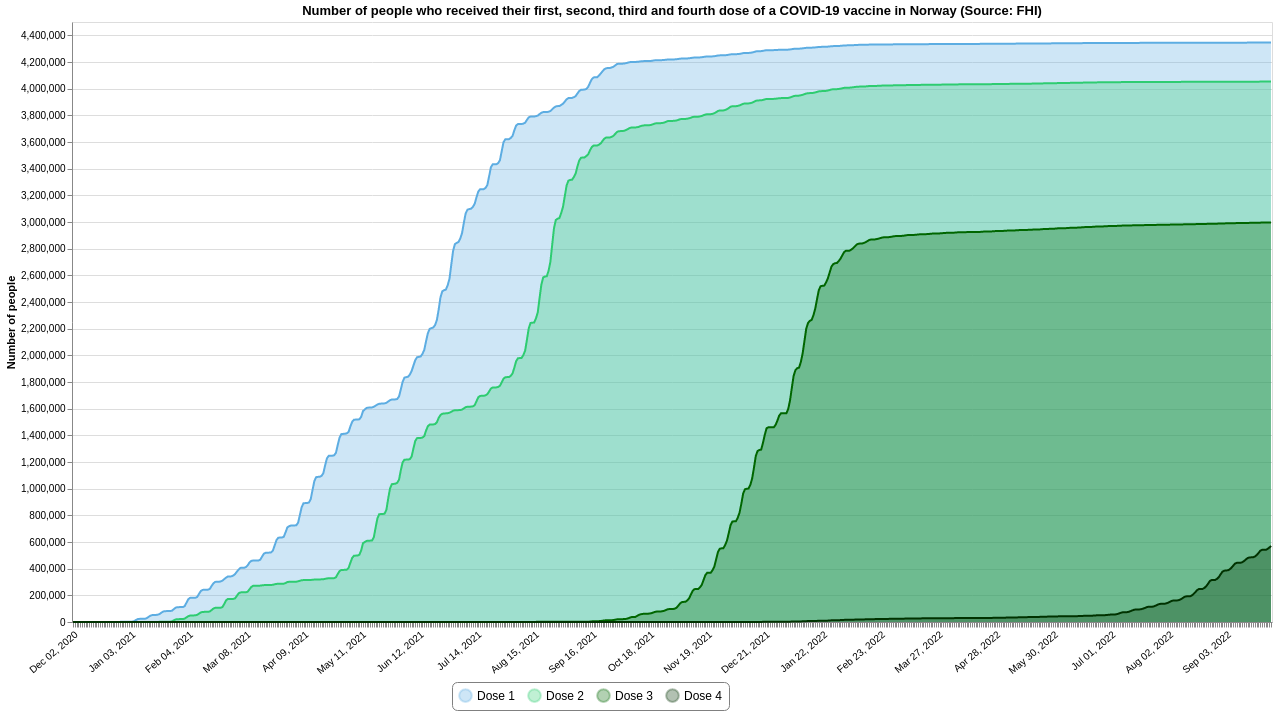 Number of people who received their first, second, third and fourth dose of a COVID-19 vaccine in Norway (Source: FHI)
Number of people
4,400,000
4,200,000
4,000,000
3,800,000
3,600,000
3,400,000
3,200,000
3,000,000
2,800,000
2,600,000
2,400,000
2,200,000
2,000,000
1,800,000
1,600,000
1,400,000
1,200,000
1,000,000
800,000
600,000
400,000
200,000
0
Dec 02, 2020
Jan 03, 2021
Feb 04, 2021
Mar 08, 2021
Apr 09, 2021
May 11, 2021
Jun 12, 2021
Jul 14, 2021
Aug 15, 2021
Sep 16, 2021
Oct 18, 2021
Nov 19, 2021
Dec 21, 2021
Jan 22, 2022
Feb 23, 2022
Mar 27, 2022
Apr 28, 2022
May 30, 2022
Jul 01, 2022
Aug 02, 2022
Sep 03, 2022
Dose 1 Dose 2 Dose 3 Dose 4